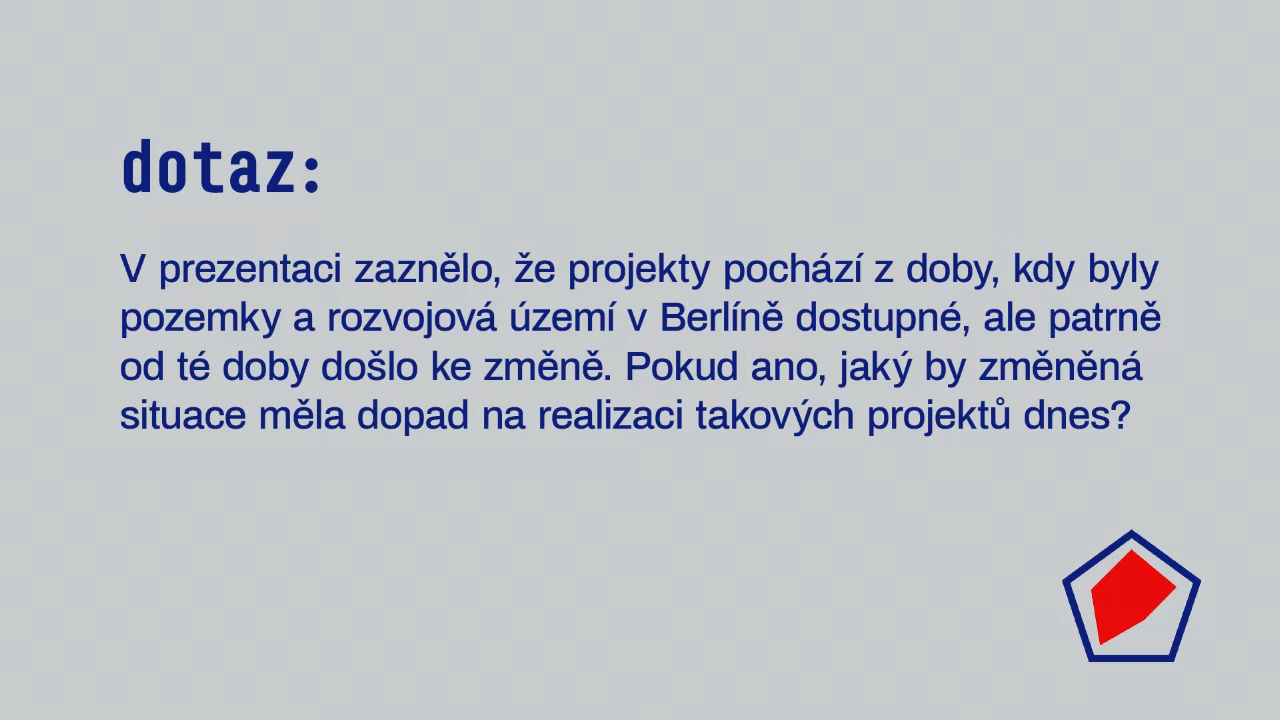 dotaz:
V prezentaci zaznělo, že projekty pochází z doby, kdy byly
pozemky a rozvojová území v Berlíně dostupné, ale patrně
od té doby došlo ke změně. Pokud ano, jaký by změněná
situace měla dopad na realizaci takových projektů dnes?